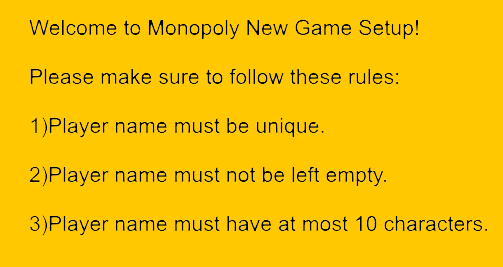 Welcome to Monopoly New Game Setup!
Please make sure to follow these rules:
1)Player name must be unique.
2)Player name must not be left empty.
3)Player name must have at most 10 characters.